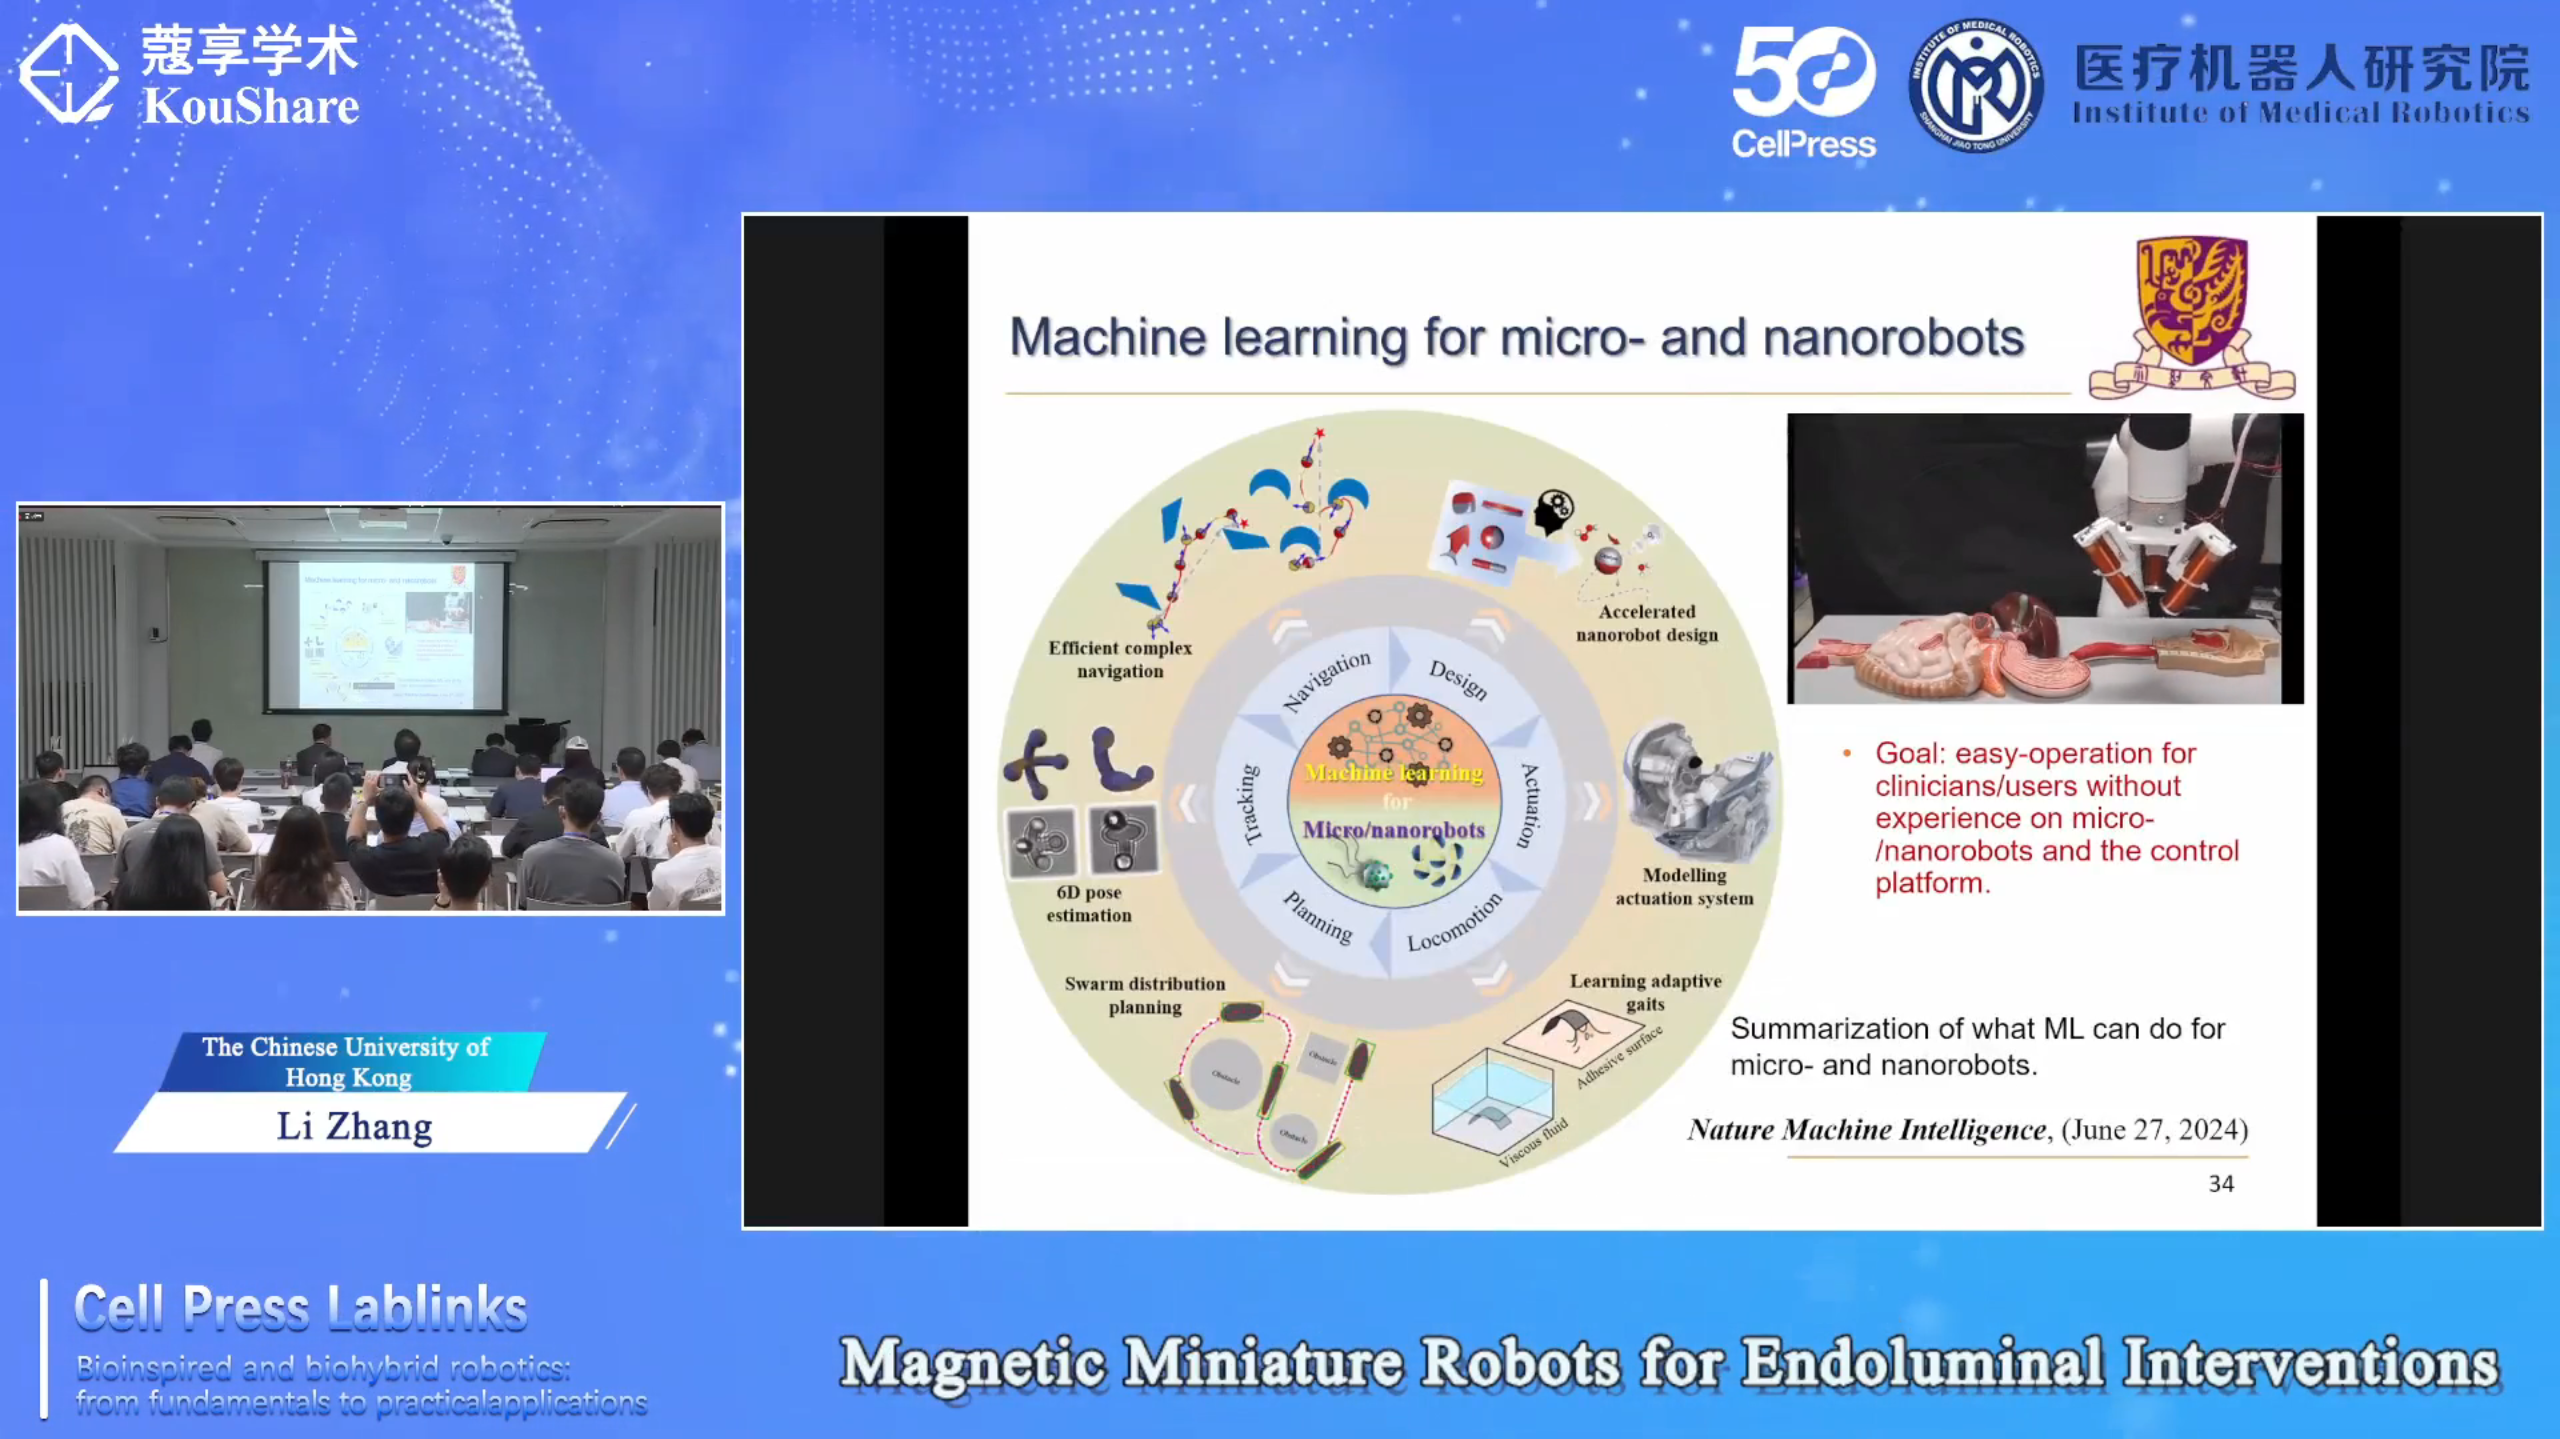 蔻享学术
KouShare
50
CellPress
INSTITUTE OF MEDICAL ROBOTICS
SHANGHAI JIAO TONG UNIVERSITY
医疗机器人研究院
Institute of Medical Robotics
Machine learning for micro- and nanorobots
Efficient complex
navigation
Accelerated
nanorobot design
Navigation
Design
Tracking
Actuation
Planning
Locomotion
Machine learning
for
Micro/nanorobots
6D pose
estimation
Modelling
actuation system
Swarm distribution
planning
Obstacle
Obstacle
Obstacle
Learning adaptive
gaits
Adhesive surface
Viscous fluid
• Goal: easy-operation for
clinicians/users without
experience on micro-
/nanorobots and the control
platform.
Summarization of what ML can do for
micro- and nanorobots.
Nature Machine Intelligence, (June 27, 2024)
34
Machine learning for micro- and nanorobots
The Chinese University of
Hong Kong
Li Zhang
Cell Press Lablinks
Bioinspired and biohybrid robotics:
from fundamentals to practicalapplications
Magnetic Miniature Robots for Endoluminal Interventions